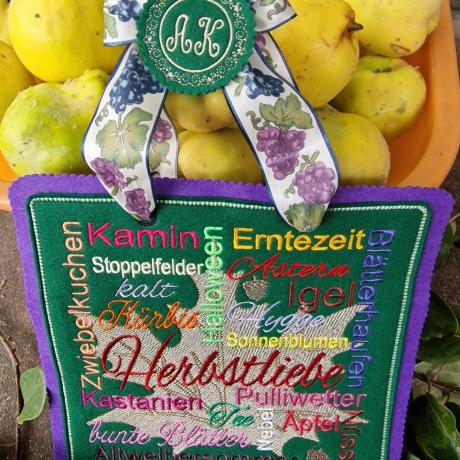 AK
Kamin
Erntezeit
Stoppelfelder
Astern
kalt
Igel
Kürbis
Hygge
Sonnenblumen
Herbstliebe
Kastanien
Pulliwetter
Tee
Äpfel
bunte Blätter
Altweibersommer
Zwiebelkuchen
Halloween
Blätterhaufen
Nebel